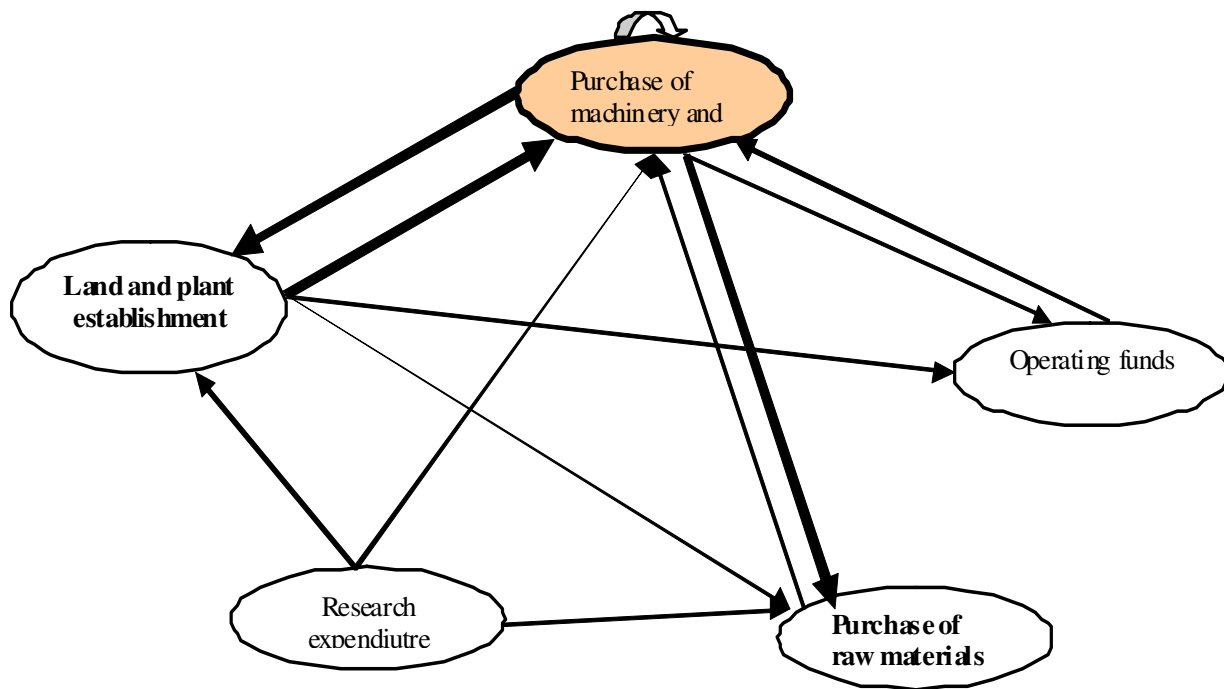 Purchase of
machinery and
Land and plant
establishment
Operating funds
Research
expendiutre
Purchase of
raw materials